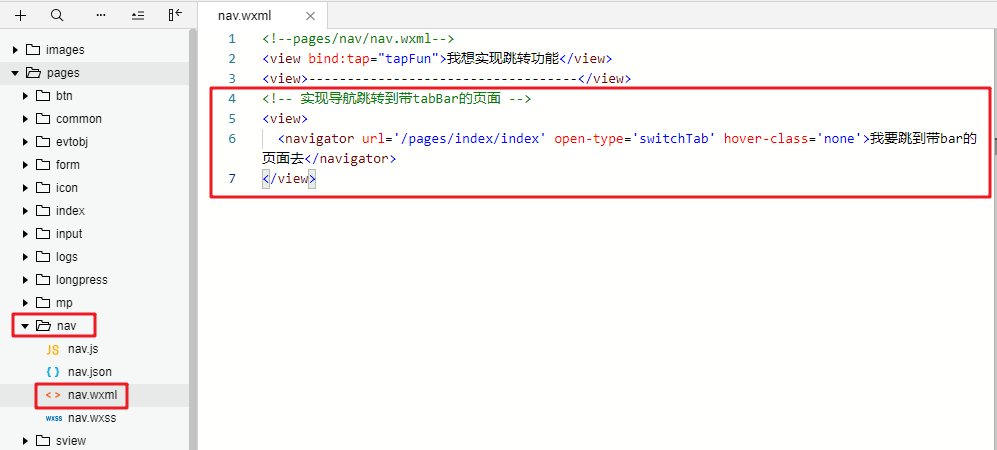 nav.wxml
images
pages
btn
common
evtobj
form
icon
index
input
logs
longpress
mp
nav
JS nav.js
{ } nav.json
< > nav.wxml
wxss nav.wxss
sview
1 <!--pages/nav/nav.wxml-->
2 <view bind:tap="tapFun">我想实现跳转功能</view>
3 <view>-----------------------------------</view>
4 <!-- 实现导航跳转到带tabBar的页面 -->
5 <view>
6 <navigator url='/pages/index/index' open-type='switchTab' hover-class='none'>我要跳到带bar的
页面去</navigator>
7 </view>